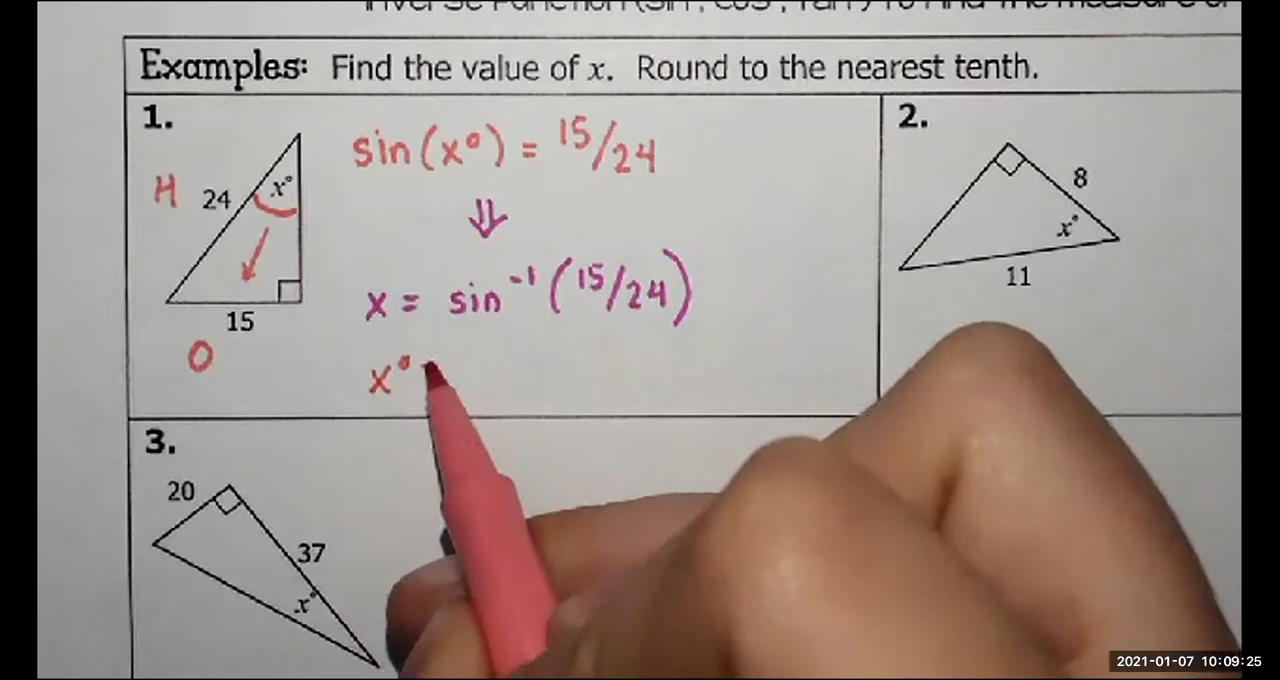 Examples: Find the value of x. Round to the nearest tenth.
1.
H
24
x°
15
O
sin(x°) = 15/24
⇓
x = sin⁻¹(15/24)
x°
2.
8
x°
11
3.
20
37
x°
2021-01-07 10:09:25